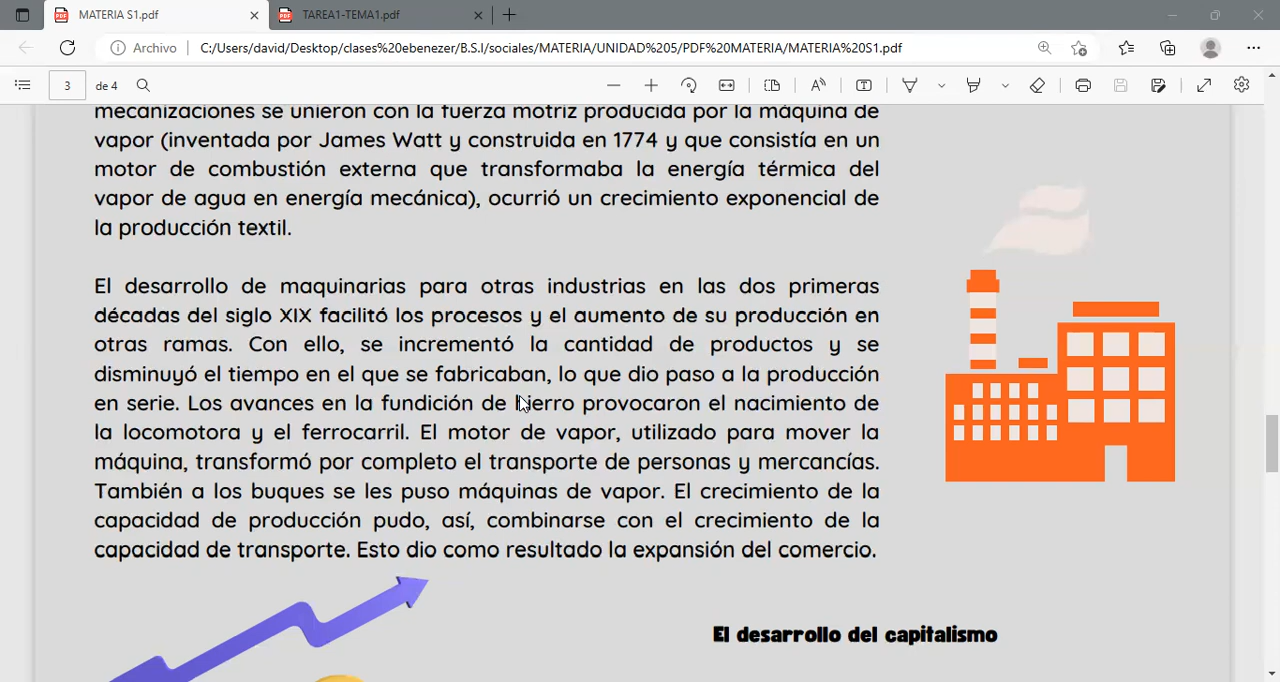 MATERIA S1.pdf
TAREA1-TEMA1.pdf
Archivo
C:/Users/david/Desktop/clases%20ebenezer/B.S.I/sociales/MATERIA/UNIDAD%205/PDF%20MATERIA/MATERIA%20S1.pdf
3 de 4
mecanizaciones se unieron con la fuerza motriz producida por la máquina de
vapor (inventada por James Watt y construida en 1774 y que consistía en un
motor de combustión externa que transformaba la energía térmica del
vapor de agua en energía mecánica), ocurrió un crecimiento exponencial de
la producción textil.
El desarrollo de maquinarias para otras industrias en las dos primeras
décadas del siglo XIX facilitó los procesos y el aumento de su producción en
otras ramas. Con ello, se incrementó la cantidad de productos y se
disminuyó el tiempo en el que se fabricaban, lo que dio paso a la producción
en serie. Los avances en la fundición de hierro provocaron el nacimiento de
la locomotora y el ferrocarril. El motor de vapor, utilizado para mover la
máquina, transformó por completo el transporte de personas y mercancías.
También a los buques se les puso máquinas de vapor. El crecimiento de la
capacidad de producción pudo, así, combinarse con el crecimiento de la
capacidad de transporte. Esto dio como resultado la expansión del comercio.
El desarrollo del capitalismo